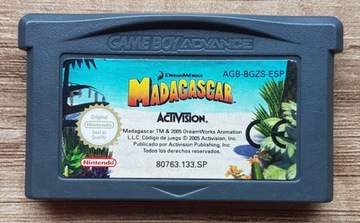 GAME BOY ADVANCE
DREAMWORKS
AGB-BGZS-ESP
MADAGASCAR
ACTIVISION.
Original
Nintendo
Seal of
Quality
Madagascar TM & © 2005 DreamWorks Animation
L.L.C. Código de juego © 2005 Activision, Inc.
Publicado por Activision Publishing, Inc.
Todos los derechos reservados.
Nintendo
80763.133.SP
CE